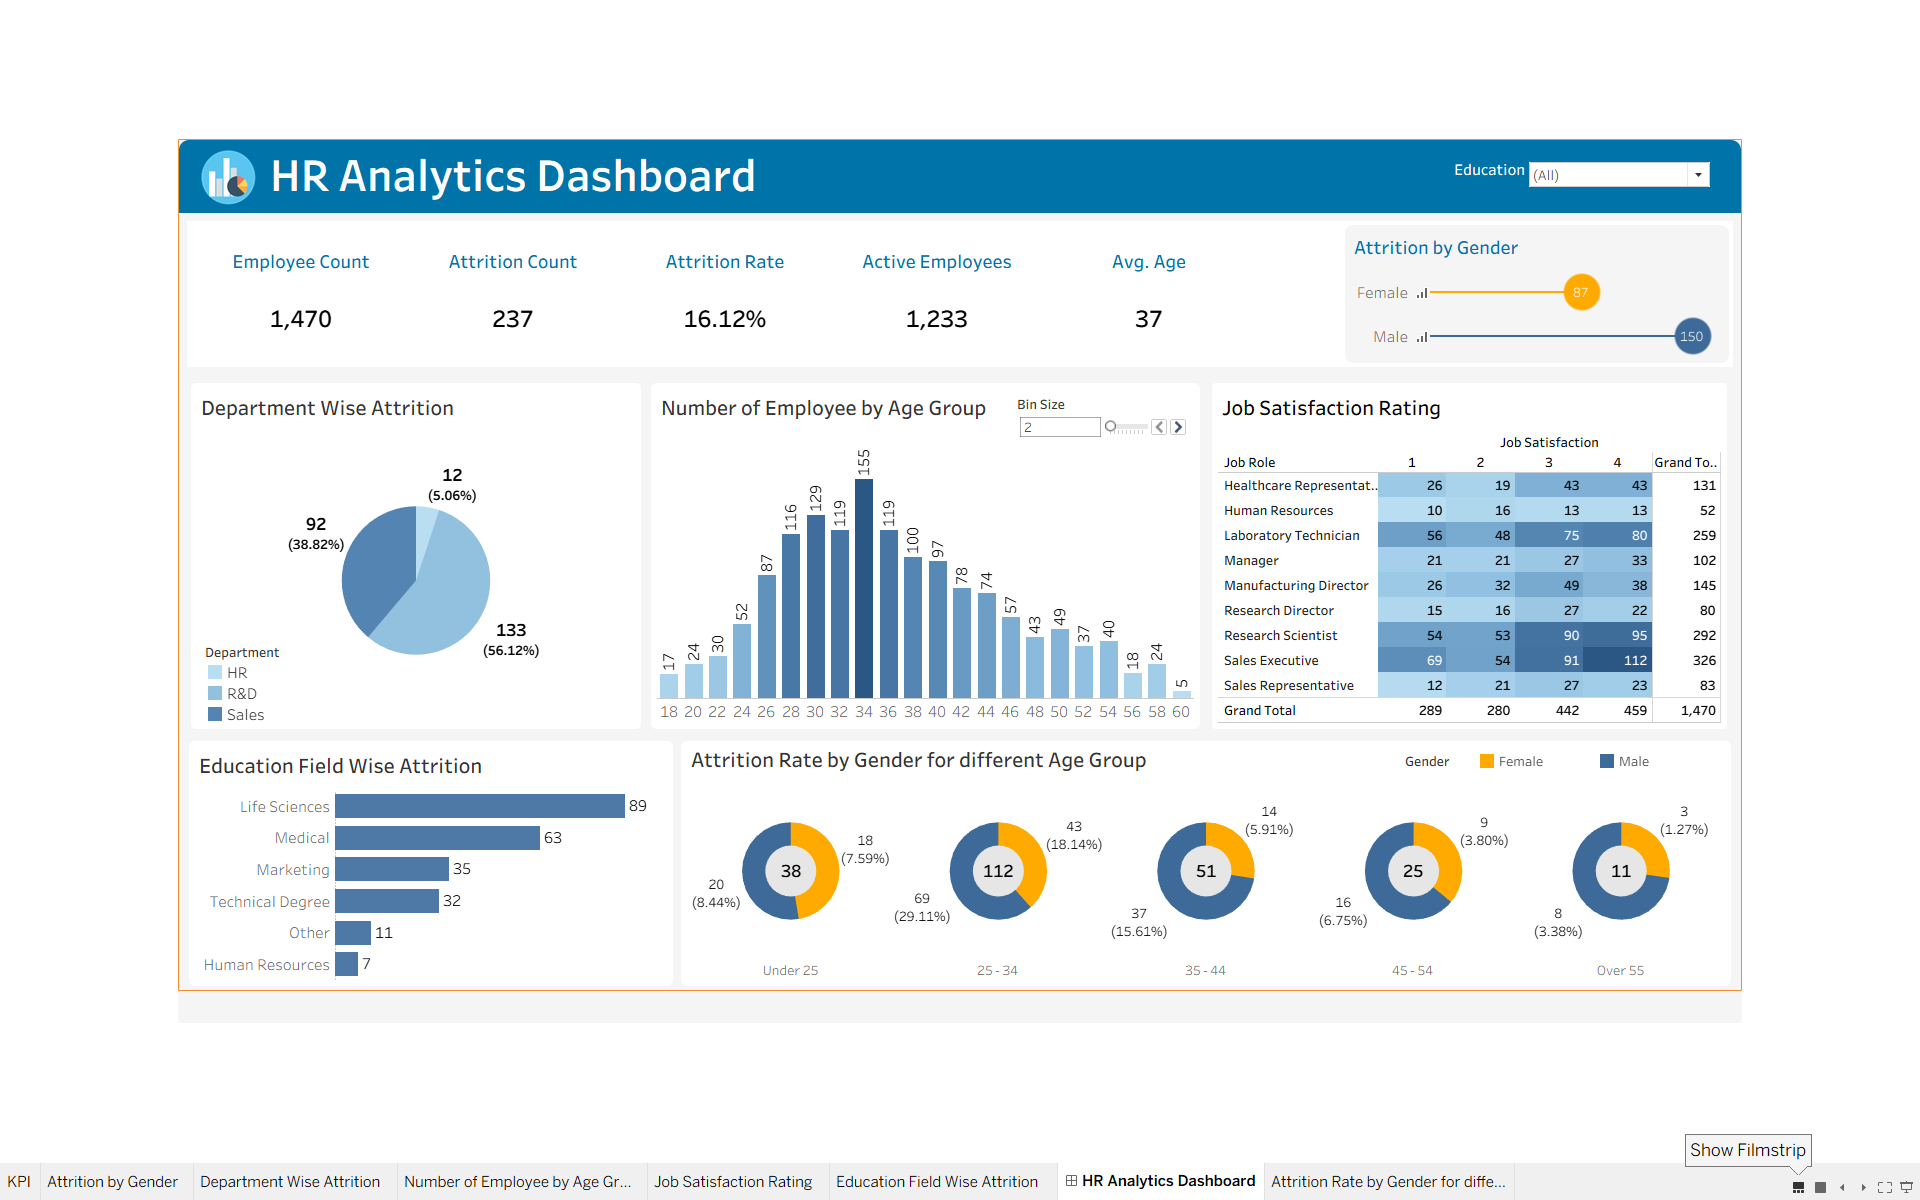 HR Analytics Dashboard
Education
(All)
Employee Count
Attrition Count
Attrition Rate
Active Employees
Avg. Age
1,470
237
16.12%
1,233
37
Attrition by Gender
Female
87
Male
150
Department Wise Attrition
12
(5.06%)
92
(38.82%)
133
(56.12%)
Department
HR
R&D
Sales
Number of Employee by Age Group
Bin Size
2
17 24 30 52 87 116 129 119 155 119 100 97 78 74 57 43 49 37 40 18 24 5
18 20 22 24 26 28 30 32 34 36 38 40 42 44 46 48 50 52 54 56 58 60
Job Satisfaction Rating
Job Satisfaction
Job Role 1 2 3 4 Grand To..
Healthcare Representat.. 26 19 43 43 131
Human Resources 10 16 13 13 52
Laboratory Technician 56 48 75 80 259
Manager 21 21 27 33 102
Manufacturing Director 26 32 49 38 145
Research Director 15 16 27 22 80
Research Scientist 54 53 90 95 292
Sales Executive 69 54 91 112 326
Sales Representative 12 21 27 23 83
Grand Total 289 280 442 459 1,470
Education Field Wise Attrition
Life Sciences 89
Medical 63
Marketing 35
Technical Degree 32
Other 11
Human Resources 7
Attrition Rate by Gender for different Age Group
Gender
Female
Male
18
(7.59%)
38
20
(8.44%)
Under 25
43
(18.14%)
112
69
(29.11%)
25 - 34
14
(5.91%)
51
37
(15.61%)
35 - 44
9
(3.80%)
25
16
(6.75%)
45 - 54
3
(1.27%)
11
8
(3.38%)
Over 55
Show Filmstrip
KPI
Attrition by Gender
Department Wise Attrition
Number of Employee by Age Gr...
Job Satisfaction Rating
Education Field Wise Attrition
HR Analytics Dashboard
Attrition Rate by Gender for diffe...